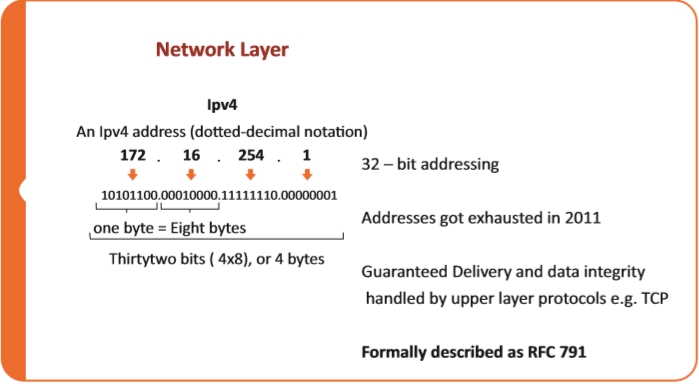 Network Layer
Ipv4
An Ipv4 address (dotted-decimal notation)
172 . 16 . 254 . 1
10101100.00010000.11111110.00000001
one byte = Eight bytes
Thirtytwo bits ( 4x8), or 4 bytes
32 – bit addressing
Addresses got exhausted in 2011
Guaranteed Delivery and data integrity
handled by upper layer protocols e.g. TCP
Formally described as RFC 791